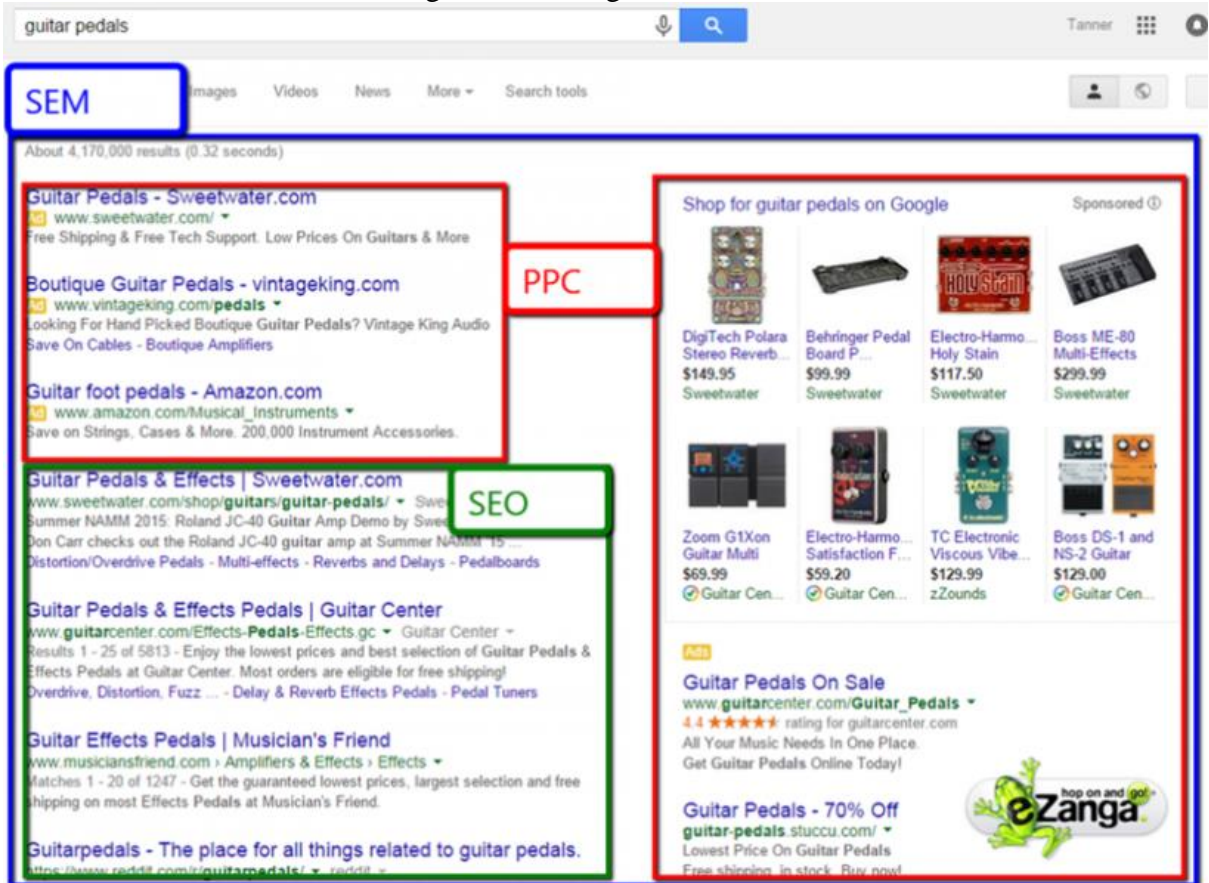 guitar pedals
Tanner
SEM
Images Videos News More Search tools
About 4,170,000 results (0.32 seconds)
Guitar Pedals - Sweetwater.com
Ad www.sweetwater.com/
Free Shipping & Free Tech Support. Low Prices On Guitars & More
Boutique Guitar Pedals - vintageking.com
Ad www.vintageking.com/pedals
Looking For Hand Picked Boutique Guitar Pedals? Vintage King Audio
Save On Cables - Boutique Amplifiers
Guitar foot pedals - Amazon.com
Ad www.amazon.com/Musical_Instruments
Save on Strings, Cases & More. 200,000 Instrument Accessories.
PPC
Guitar Pedals & Effects | Sweetwater.com
www.sweetwater.com/shop/guitars/guitar-pedals/
Summer NAMM 2015: Roland JC-40 Guitar Amp Demo by
Don Carr checks out the Roland JC-40 guitar amp at Summer NAMM '15 ...
Distortion/Overdrive Pedals - Multi-effects - Reverbs and Delays - Pedalboards
SEO
Guitar Pedals & Effects Pedals | Guitar Center
www.guitarcenter.com/Effects-Pedals-Effects.gc Guitar Center
Results 1 - 25 of 5813 - Enjoy the lowest prices and best selection of Guitar Pedals &
Effects Pedals at Guitar Center. Most orders are eligible for free shipping!
Overdrive, Distortion, Fuzz ... - Delay & Reverb Effects Pedals - Pedal Tuners
Guitar Effects Pedals | Musician's Friend
www.musiciansfriend.com › Amplifiers & Effects › Effects
Matches 1 - 20 of 1247 - Get the guaranteed lowest prices, largest selection and free
shipping on most Effects Pedals at Musician's Friend.
Guitarpedals - The place for all things related to guitar pedals.
https://www.reddit.com/r/guitarpedals/ reddit
Shop for guitar pedals on Google Sponsored
HOLY Stain
DigiTech Polara Behringer Pedal Electro-Harmo... Boss ME-80
Stereo Reverb... Board P... Holy Stain Multi-Effects
$149.95 $99.99 $117.50 $299.99
Sweetwater Sweetwater Sweetwater Sweetwater
Zoom G1Xon Electro-Harmo... TC Electronic Boss DS-1 and
Guitar Multi Satisfaction F... Viscous Vibe... NS-2 Guitar
$69.99 $59.20 $129.99 $129.00
Guitar Cen... Guitar Cen... zZounds Guitar Cen...
Ads
Guitar Pedals On Sale
www.guitarcenter.com/Guitar_Pedals
4.4 ★★★★★ rating for guitarcenter.com
All Your Music Needs In One Place.
Get Guitar Pedals Online Today!
Guitar Pedals - 70% Off
guitar-pedals.stuccu.com/
Lowest Price On Guitar Pedals
Free shipping, in stock. Buy now!
hop on and go!
eZanga